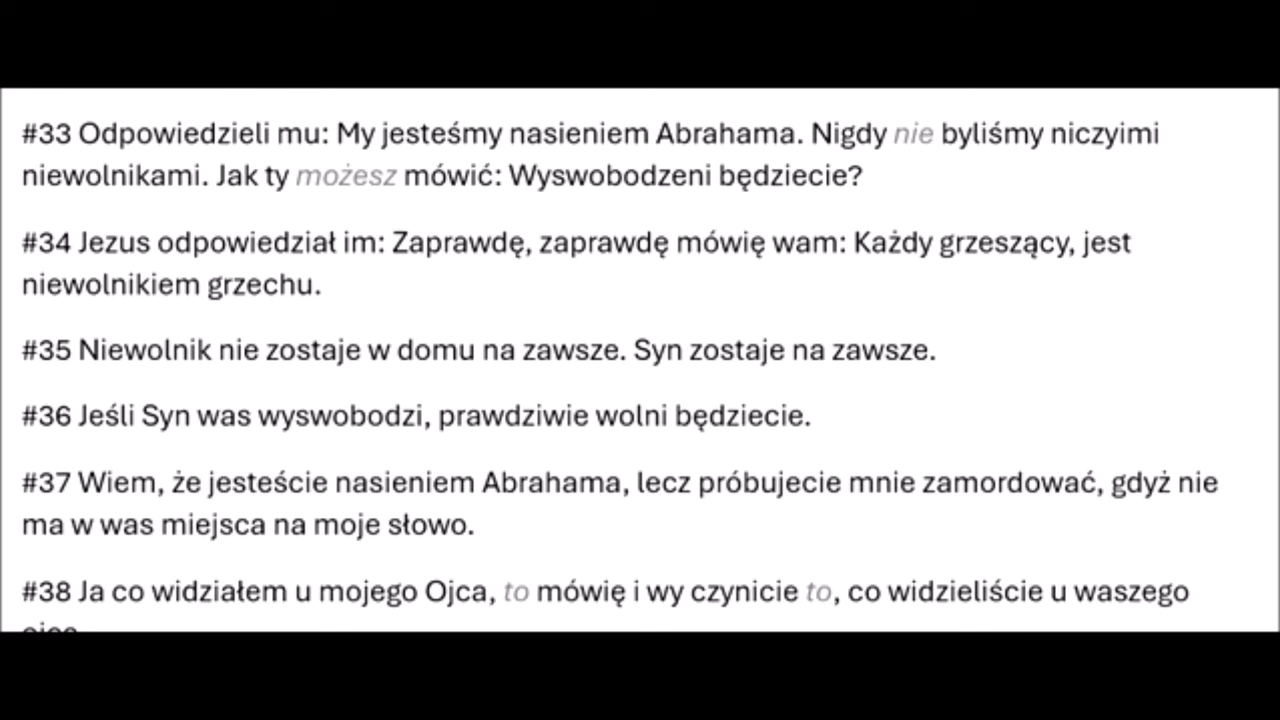 #33 Odpowiedzieli mu: My jesteśmy nasieniem Abrahama. Nigdy nie byliśmy niczyimi
niewolnikami. Jak ty możesz mówić: Wyswobodzeni będziecie?
#34 Jezus odpowiedział im: Zaprawdę, zaprawdę mówię wam: Każdy grzeszący, jest
niewolnikiem grzechu.
#35 Niewolnik nie zostaje w domu na zawsze. Syn zostaje na zawsze.
#36 Jeśli Syn was wyswobodzi, prawdziwie wolni będziecie.
#37 Wiem, że jesteście nasieniem Abrahama, lecz próbujecie mnie zamordować, gdyż nie
ma w was miejsca na moje słowo.
#38 Ja co widziałem u mojego Ojca, to mówię i wy czynicie to, co widzieliście u waszego